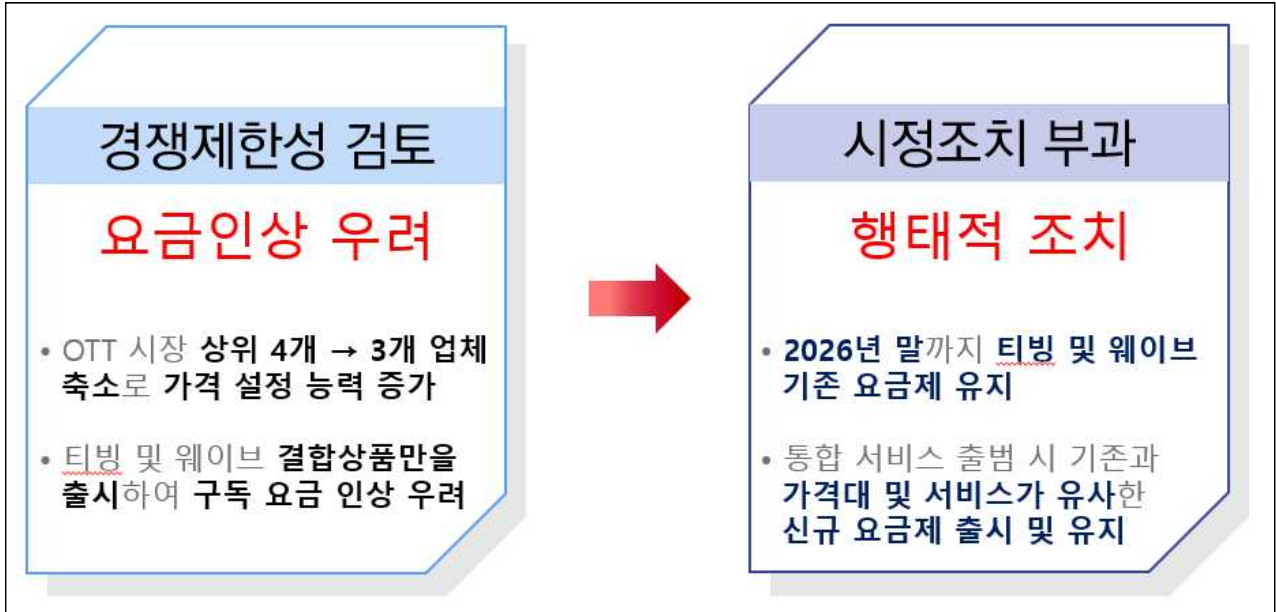 경쟁제한성 검토
요금인상 우려
• OTT 시장 상위 4개 → 3개 업체
축소로 가격 설정 능력 증가
• 티빙 및 웨이브 결합상품만을
출시하여 구독 요금 인상 우려
시정조치 부과
행태적 조치
• 2026년 말까지 티빙 및 웨이브
기존 요금제 유지
• 통합 서비스 출범 시 기존과
가격대 및 서비스가 유사한
신규 요금제 출시 및 유지